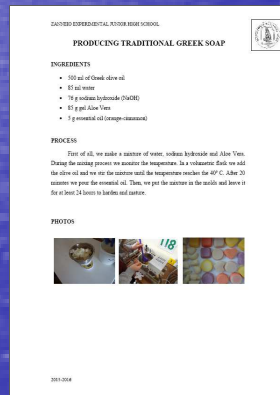 ZANNEIO EXPERIMENTAL JUNIOR HIGH SCHOOL
PRODUCING TRADITIONAL GREEK SOAP
INGREDIENTS
• 500 ml of Greek olive oil
• 85 ml water
• 76 g sodium hydroxide (NaOH)
• 85 g gel Aloe Vera
• 5 g essential oil (orange-cinnamon)
PROCESS
First of all, we make a mixture of water, sodium hydroxide and Aloe Vera.
During the mixing process we monitor the temperature. In a volumetric flask we add
the olive oil and we stir the mixture until the temperature reaches the 40° C. After 20
minutes we pour the essential oil. Then, we put the mixture in the molds and leave it
for at least 24 hours to harden and mature.
PHOTOS
118
2015-2016